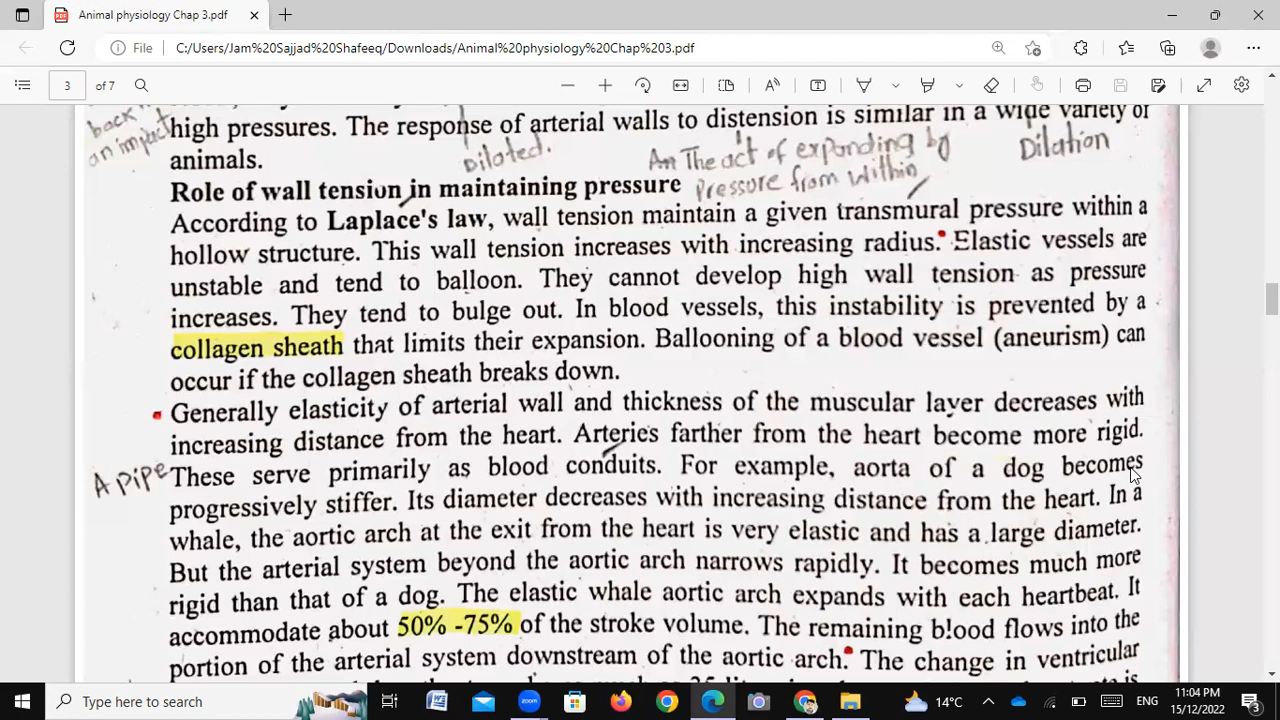 Animal physiology Chap 3.pdf
File C:/Users/Jam%20Sajjad%20Shafeeq/Downloads/Animal%20physiology%20Chap%203.pdf
3 of 7
back
high pressures. The response of arterial walls to distension is similar in a wide variety of
an impact
animals.
Dilated.
An The act of expanding by
Pressure from within
Dilation
Role of wall tension in maintaining pressure
According to Laplace's law, wall tension maintain a given transmural pressure within a
hollow structure. This wall tension increases with increasing radius. Elastic vessels are
unstable and tend to balloon. They cannot develop high wall tension as pressure
increases. They tend to bulge out. In blood vessels, this instability is prevented by a
collagen sheath that limits their expansion. Ballooning of a blood vessel (aneurism) can
occur if the collagen sheath breaks down.
Generally elasticity of arterial wall and thickness of the muscular layer decreases with
increasing distance from the heart. Arteries farther from the heart become more rigid.
A pipe
These serve primarily as blood conduits. For example, aorta of a dog becomes
progressively stiffer. Its diameter decreases with increasing distance from the heart. In a
whale, the aortic arch at the exit from the heart is very elastic and has a large diameter.
But the arterial system beyond the aortic arch narrows rapidly. It becomes much more
rigid than that of a dog. The elastic whale aortic arch expands with each heartbeat. It
accommodate about 50% -75% of the stroke volume. The remaining blood flows into the
portion of the arterial system downstream of the aortic arch. The change in ventricular
Type here to search
14°C
ENG
11:04 PM
15/12/2022
3